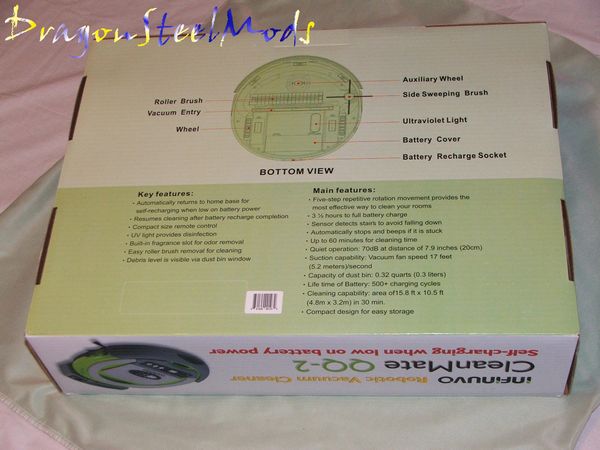 DragonSteelMods
Roller Brush
Vacuum Entry
Wheel
Auxiliary Wheel
Side Sweeping Brush
Ultraviolet Light
Battery Cover
Battery Recharge Socket
BOTTOM VIEW
Key features:
• Automatically returns to home base for
self-recharging when low on battery power
• Resumes cleaning after battery recharge completion
• Compact size remote control
• UV light provides disinfection
• Built-in fragrance slot for odor removal
• Easy roller brush removal for cleaning
• Debris level is visible via dust bin window
Main features:
• Five-step repetitive rotation movement provides the
most effective way to clean your rooms
• 3 ½ hours to full battery charge
• Sensor detects stairs to avoid falling down
• Automatically stops and beeps if it is stuck
• Up to 60 minutes for cleaning time
• Quiet operation: 70dB at distance of 7.9 inches (20cm)
• Suction capability: Vacuum fan speed 17 feet
(5.2 meters)/second
• Capacity of dust bin: 0.32 quarts (0.3 liters)
• Life time of Battery: 500+ charging cycles
• Cleaning capability: area of15.8 ft x 10.5 ft
(4.8m x 3.2m) in 30 min.
• Compact design for easy storage
infinuvo Robotic Vacuum Cleaner
CleanMate QQ-2
Self-charging when low on battery power